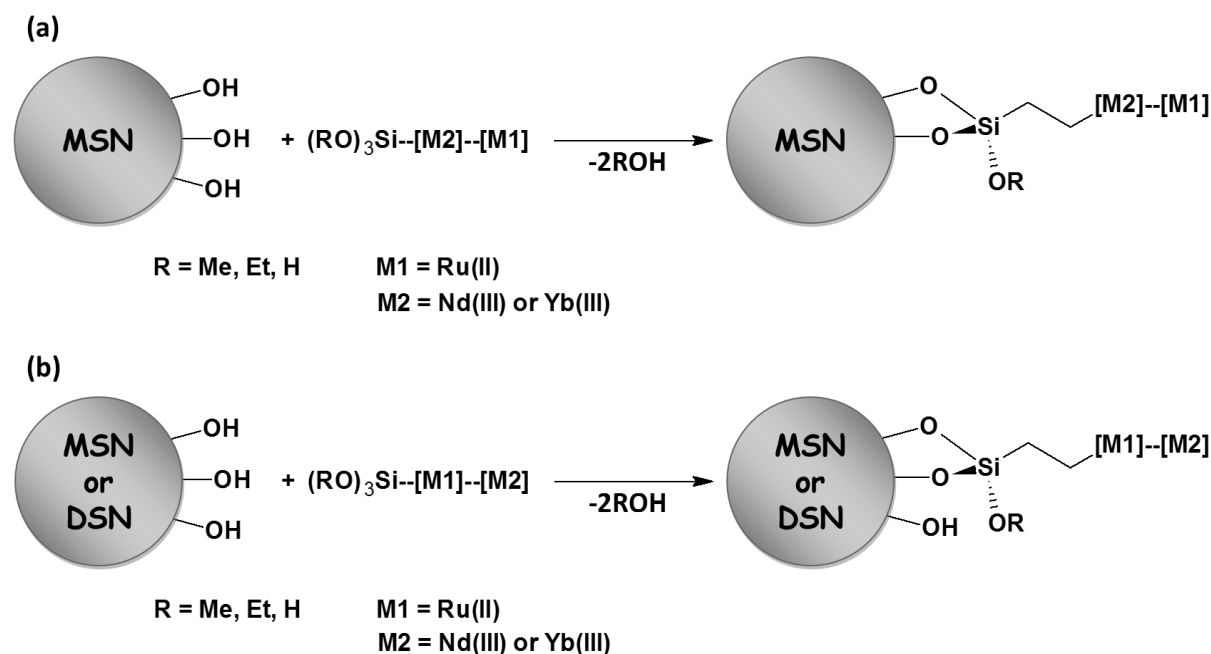 (a)
OH
MSN
OH
OH
+ (RO)₃Si--[M2]--[M1]
-2ROH
MSN
O
O
Si
OR
[M2]--[M1]
R = Me, Et, H
M1 = Ru(II)
M2 = Nd(III) or Yb(III)
(b)
OH
MSN
or
DSN
OH
OH
+ (RO)₃Si--[M1]--[M2]
-2ROH
MSN
or
DSN
O
O
OH
Si
OR
[M1]--[M2]
R = Me, Et, H
M1 = Ru(II)
M2 = Nd(III) or Yb(III)